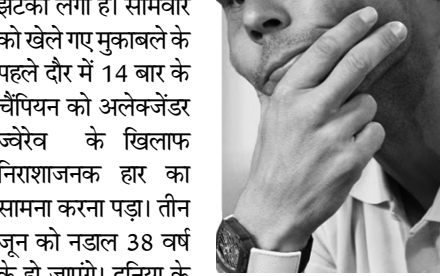 झटका लगा है। सोमवार
को खेले गए मुकाबले के
पहले दौर में 14 बार के
चैंपियन को अलेक्जेंडर
ज्वेरेव के खिलाफ
निराशाजनक हार का
सामना करना पड़ा। तीन
जून को नडाल 38 वर्ष
के हो जाएंगे। दुनिया के